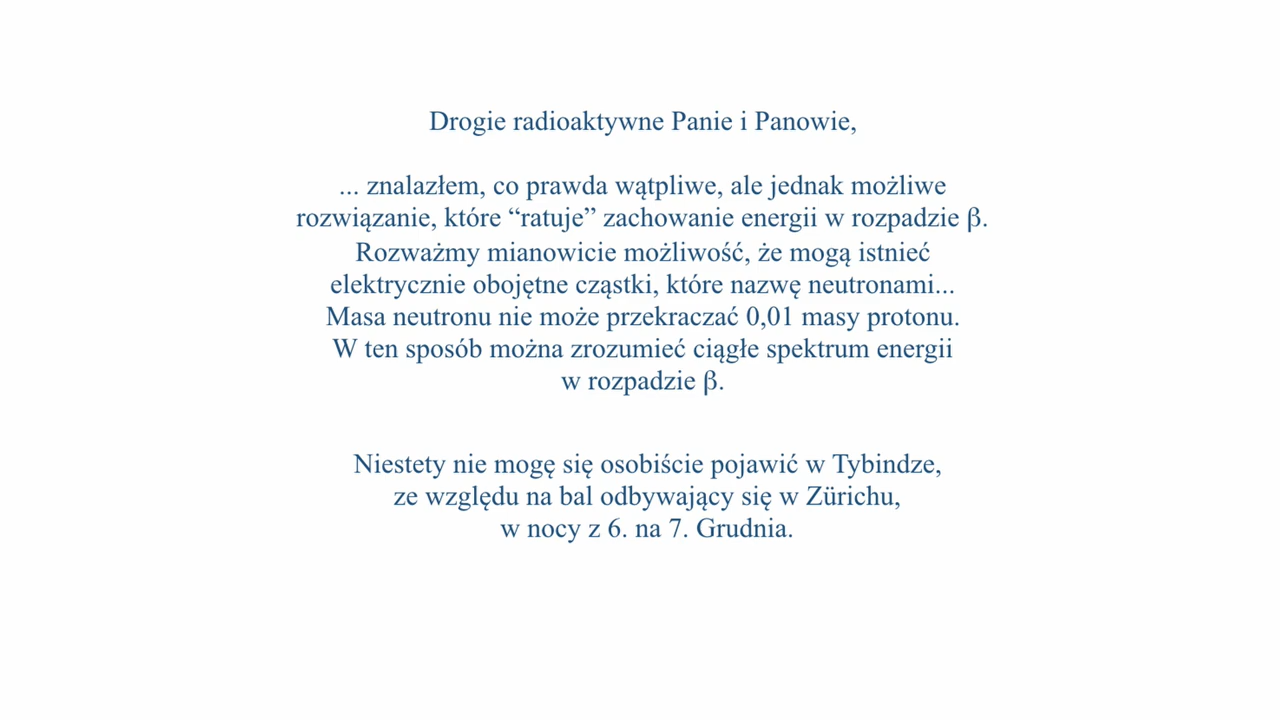 Drogie radioaktywne Panie i Panowie,
... znalazłem, co prawda wątpliwe, ale jednak możliwe
rozwiązanie, które “ratuje” zachowanie energii w rozpadzie β.
Rozważmy mianowicie możliwość, że mogą istnieć
elektrycznie obojętne cząstki, które nazwę neutronami...
Masa neutronu nie może przekraczać 0,01 masy protonu.
W ten sposób można zrozumieć ciągłe spektrum energii
w rozpadzie β.
Niestety nie mogę się osobiście pojawić w Tybindze,
ze względu na bal odbywający się w Zürichu,
w nocy z 6. na 7. Grudnia.